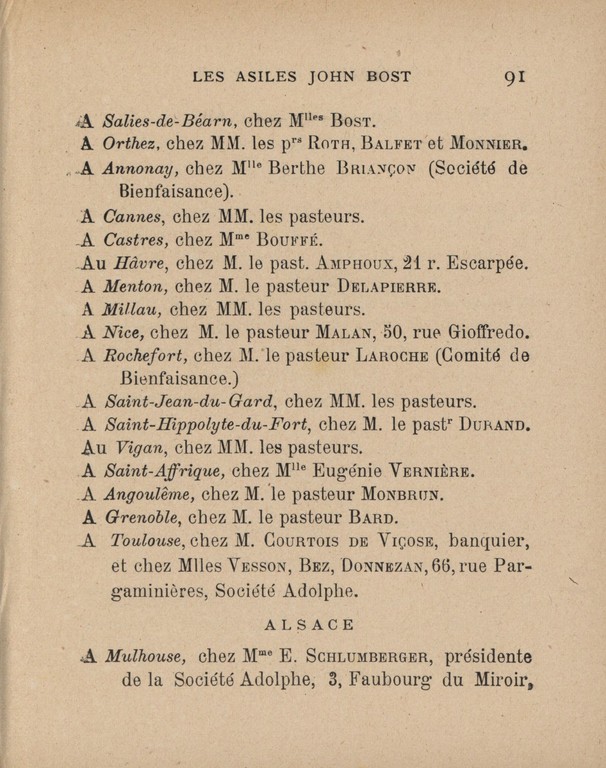 LES ASILES JOHN BOST 91
A Salies-de-Béarn, chez Mlles BOST.
A Orthez, chez MM. les prs ROTH, BALFET et MONNIER.
A Annonay, chez Mlle Berthe BRIANÇON (Société de
Bienfaisance).
A Cannes, chez MM. les pasteurs.
A Castres, chez Mme BOUFFÉ.
Au Hâvre, chez M. le past. AMPHOUX, 21 r. Escarpée.
A Menton, chez M. le pasteur DELAPIERRE.
A Millau, chez MM. les pasteurs.
A Nice, chez M. le pasteur MALAN, 50, rue Gioffredo.
A Rochefort, chez M. le pasteur LAROCHE (Comité de
Bienfaisance.)
A Saint-Jean-du-Gard, chez MM. les pasteurs.
A Saint-Hippolyte-du-Fort, chez M. le pastr DURAND.
Au Vigan, chez MM. les pasteurs.
A Saint-Affrique, chez Mlle Eugénie VERNIÈRE.
A Angoulême, chez M. le pasteur MONBRUN.
A Grenoble, chez M. le pasteur BARD.
A Toulouse, chez M. COURTOIS DE VIÇOSE, banquier,
et chez Mlles VESSON, BEZ, DONNEZAN, 66, rue Par-
gaminières, Société Adolphe.
ALSACE
A Mulhouse, chez Mme E. SCHLUMBERGER, présidente
de la Société Adolphe, 3, Faubourg du Miroir,